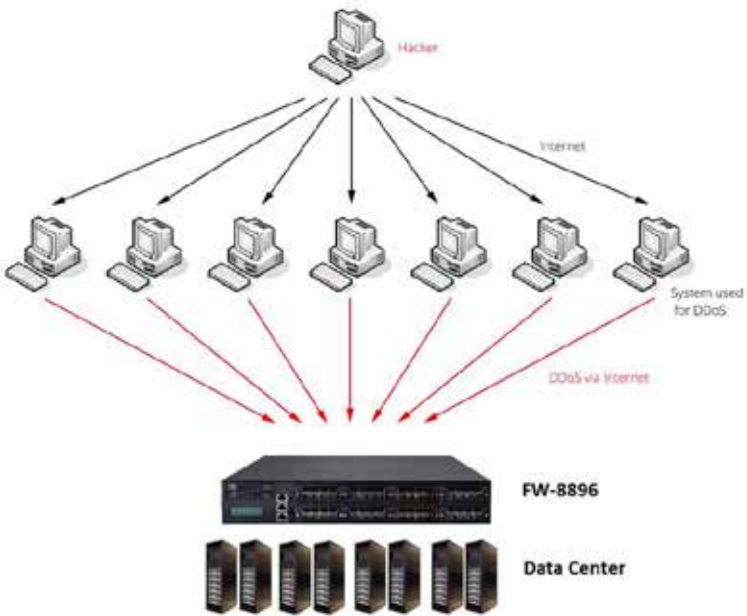 Hacker
Internet
System used
for DDoS
DDoS via Internet
FW-8896
Data Center